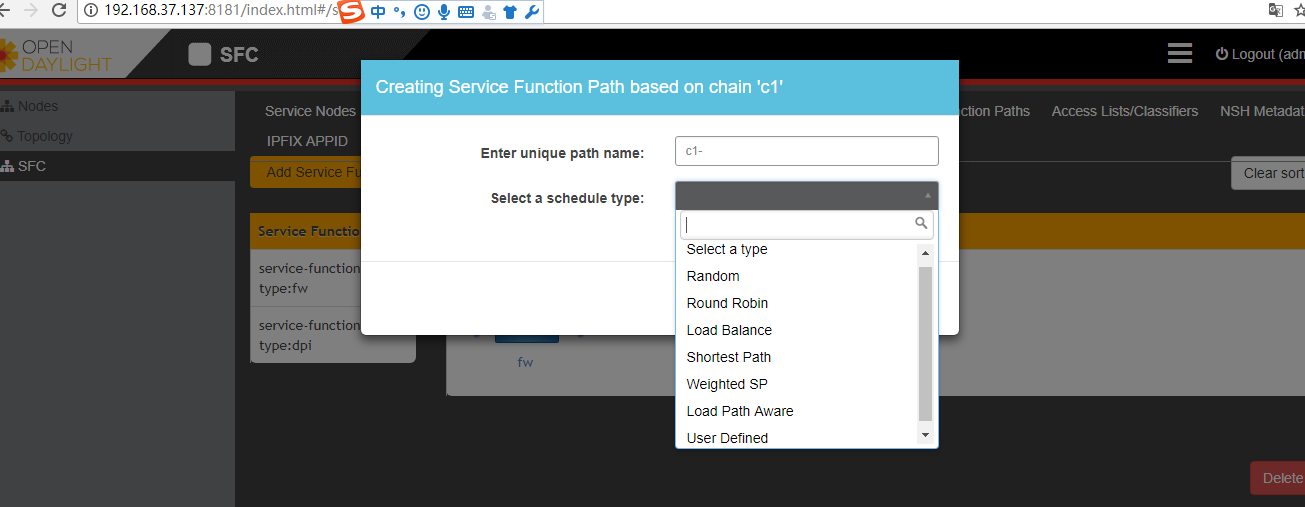 192.168.37.137:8181/index.html#/s
S 中
OPEN
DAYLIGHT
SFC
Logout (adn
Nodes
Topology
SFC
Service Nodes
ction Paths
Access Lists/Classifiers
NSH Metadat
IPFIX APPID
Add Service Fu
Clear sort
Creating Service Function Path based on chain 'c1'
Enter unique path name:
c1-
Select a schedule type:
Select a type
Random
Round Robin
Load Balance
Shortest Path
Weighted SP
Load Path Aware
User Defined
Service Functio
service-function
type:fw
service-function
type:dpi
fw
Delete